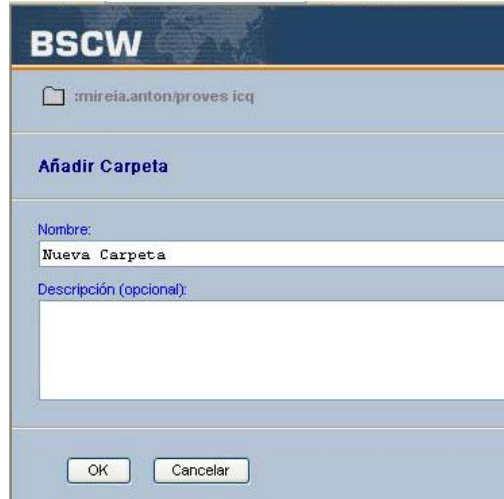 BSCW
:mireia.anton/proves icq
Añadir Carpeta
Nombre:
Nueva Carpeta
Descripción (opcional):
OK Cancelar